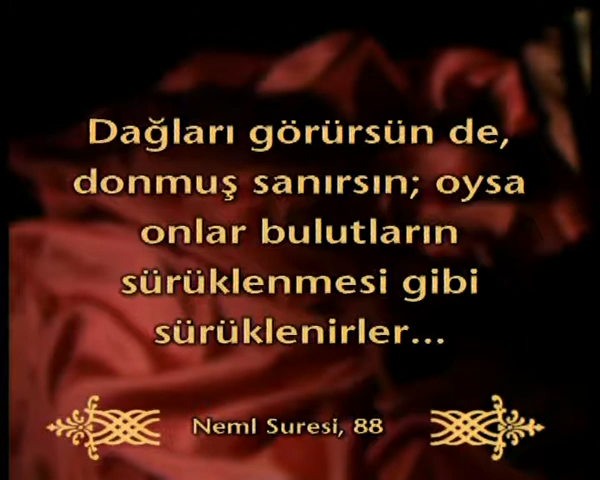 Dağları görürsün de,
donmuş sanırsın; oysa
onlar bulutların
sürüklenmesi gibi
sürüklenirler...
Neml Suresi, 88